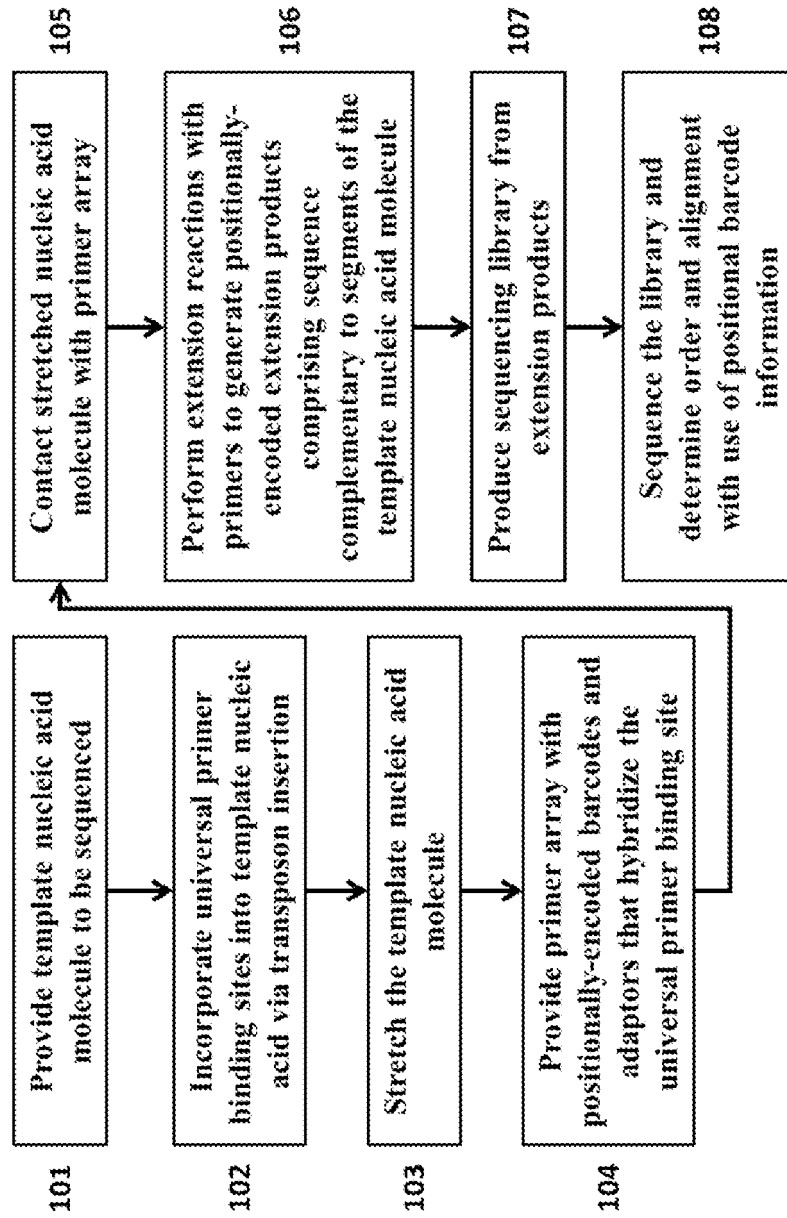 101
Provide template nucleic acid
molecule to be sequenced
102
Incorporate universal primer
binding sites into template nucleic
acid via transposon insertion
103
Stretch the template nucleic acid
molecule
104
Provide primer array with
positionally-encoded barcodes and
adaptors that hybridize the
universal primer binding site
Contact stretched nucleic acid
molecule with primer array
105
Perform extension reactions with
primers to generate positionally-
encoded extension products
comprising sequence
complementary to segments of the
template nucleic acid molecule
106
Produce sequencing library from
extension products
107
Sequence the library and
determine order and alignment
with use of positional barcode
information
108